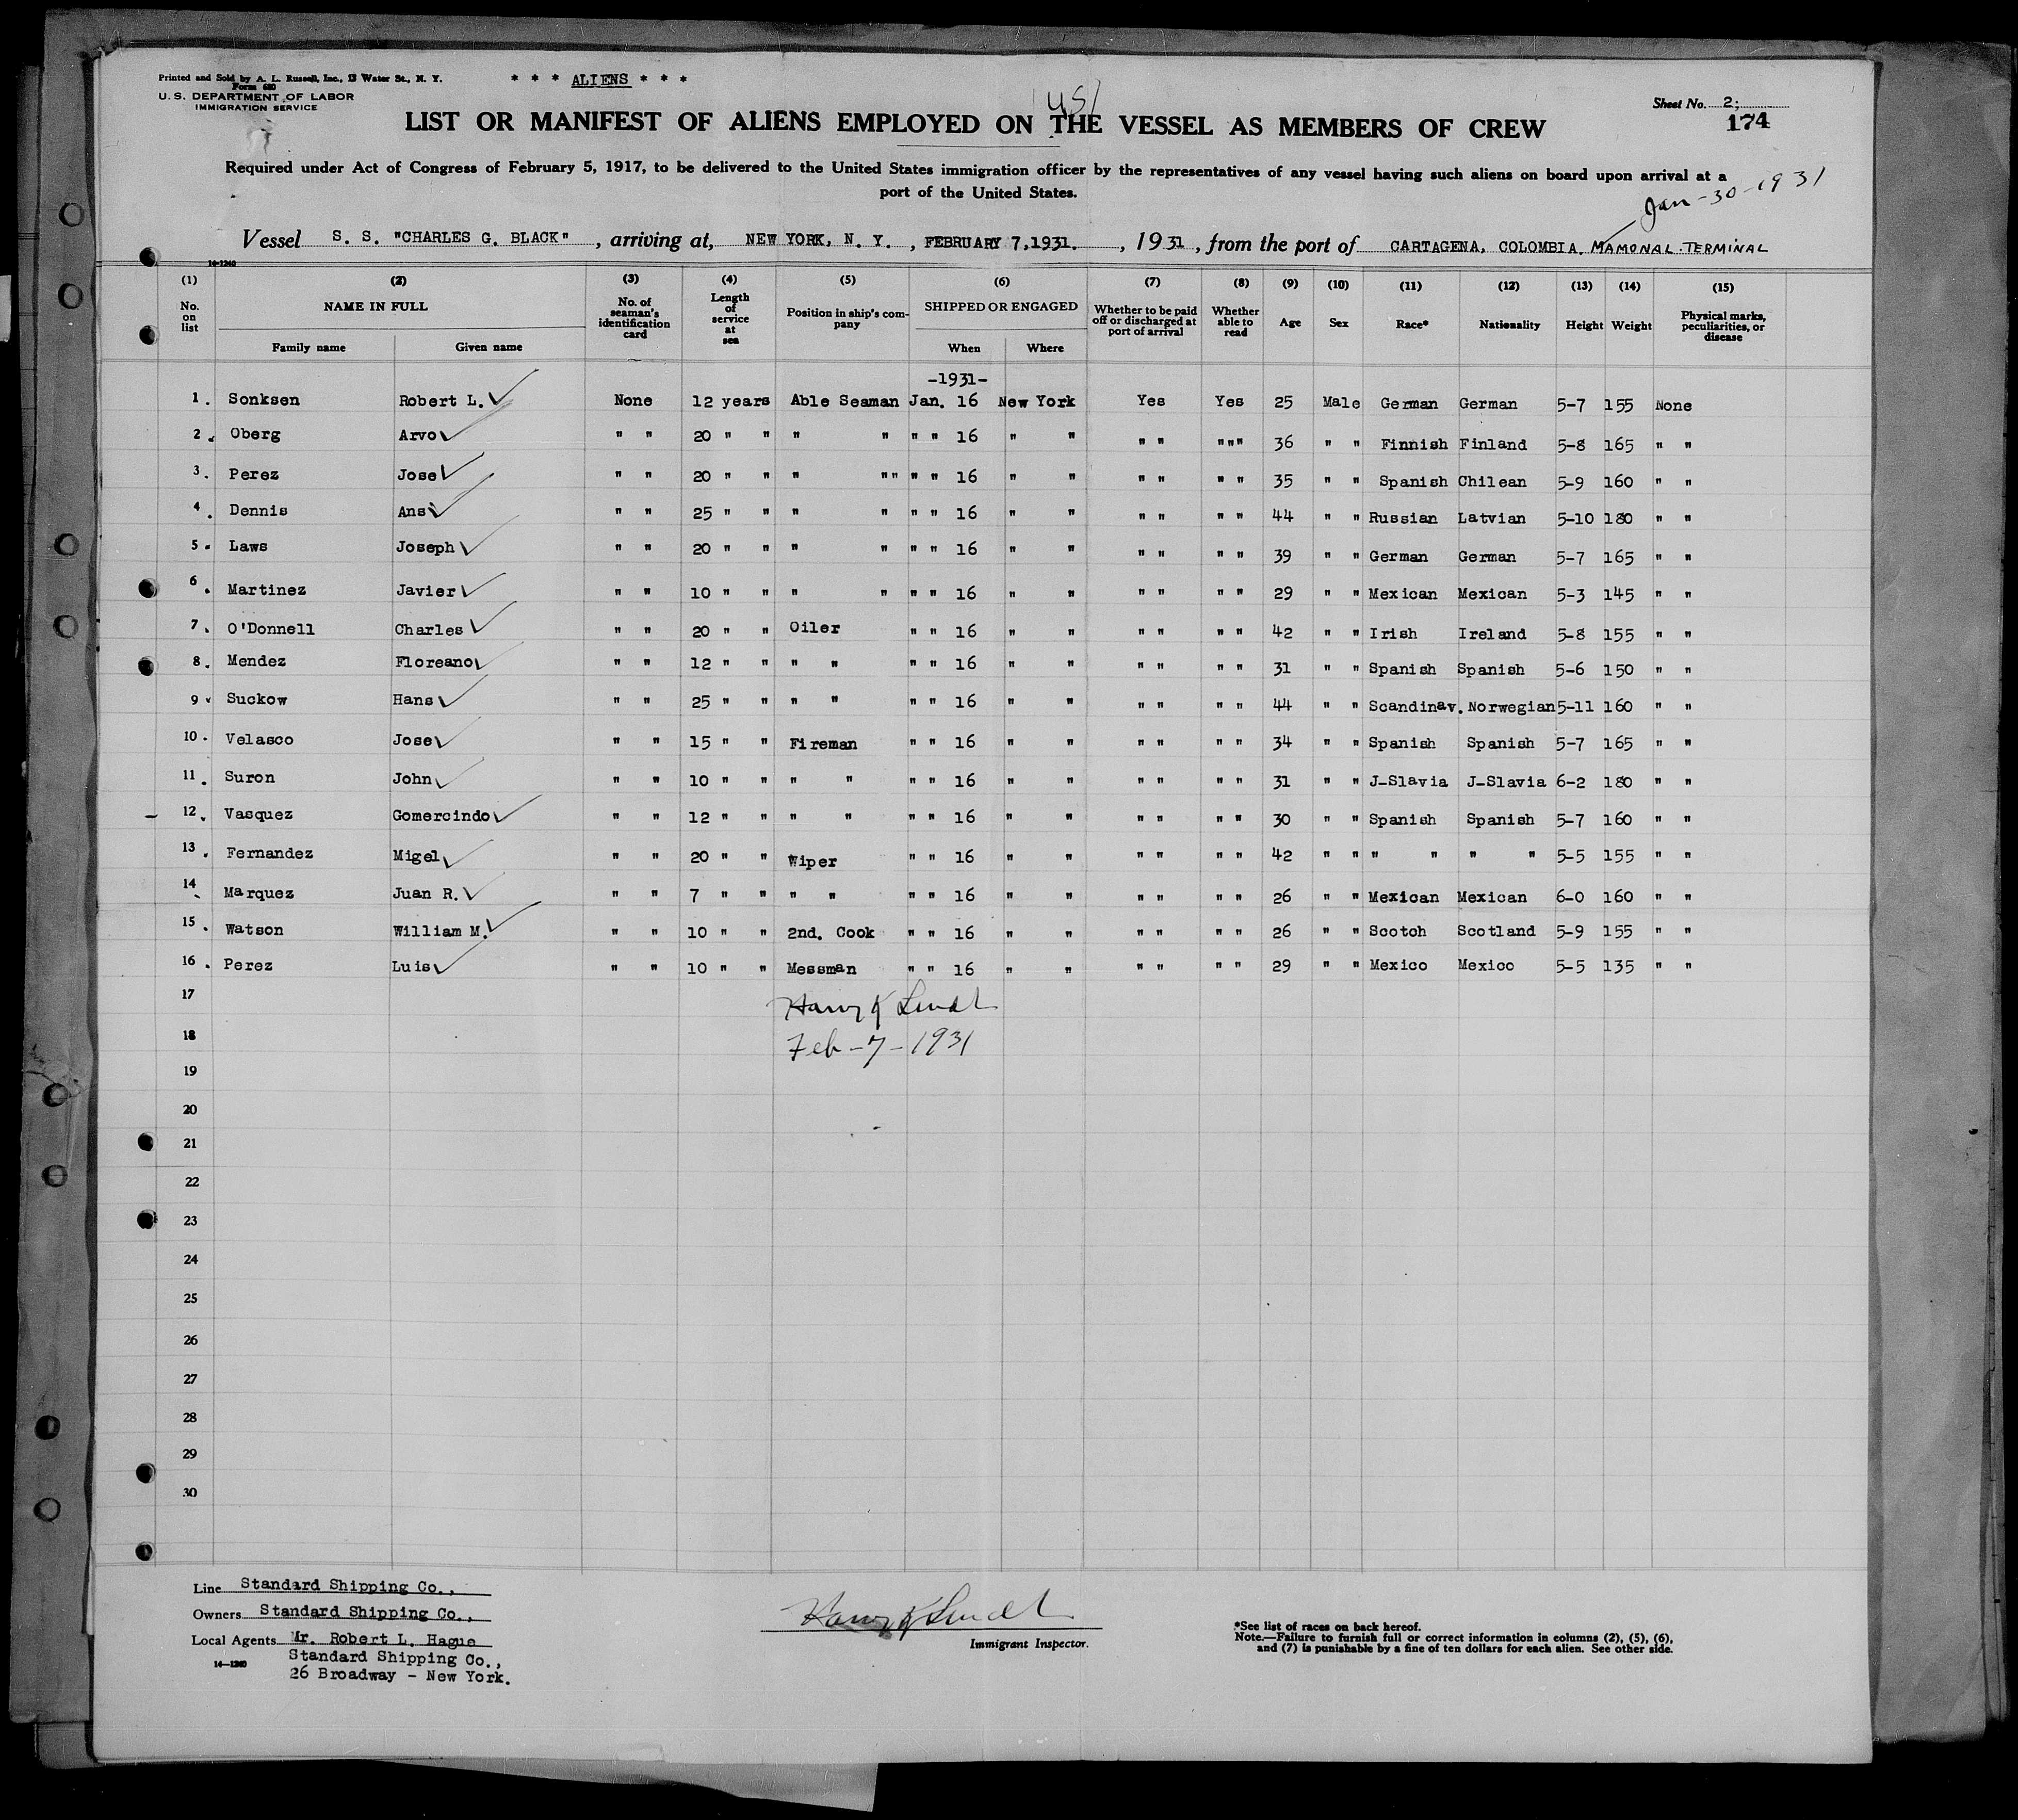 Printed and Sold by A. L. Russell, Inc., 13 Water St., N. Y.
Form 680
U. S. DEPARTMENT OF LABOR
IMMIGRATION SERVICE
* * * ALIENS * * *
Sheet No. 2;
174
LIST OR MANIFEST OF ALIENS EMPLOYED ON THE VESSEL AS MEMBERS OF CREW
Required under Act of Congress of February 5, 1917, to be delivered to the United States immigration officer by the representatives of any vessel having such aliens on board upon arrival at a
port of the United States.
Jan-30-1931
Vessel S. S. "CHARLES G. BLACK", arriving at, NEW YORK, N. Y., FEBRUARY 7,1931., 1931, from the port of CARTAGENA, COLOMBIA. MAMONAL TERMINAL
14-1240
(1) (2) (3) (4) (5) (6) (7) (8) (9) (10) (11) (12) (13) (14) (15)
No. on list NAME IN FULL No. of seaman's identification card Length of service at sea Position in ship's company SHIPPED OR ENGAGED Whether to be paid off or discharged at port of arrival Whether able to read Age Sex Race* Nationality Height Weight Physical marks, peculiarities, or disease
Family name Given name When Where
-1931-
1. Sonksen Robert L. None 12 years Able Seaman Jan. 16 New York Yes Yes 25 Male German German 5-7 155 None
2. Oberg Arvo " " 20 " " " " " " 16 " " " " " " " 36 " " Finnish Finland 5-8 165 " "
3. Perez Jose " " 20 " " " " " " " 16 " " " " " " 35 " " Spanish Chilean 5-9 160 " "
4. Dennis Ans " " 25 " " " " " " 16 " " " " " " 44 " " Russian Latvian 5-10 180 " "
5. Laws Joseph " " 20 " " " " " " 16 " " " " " " 39 " " German German 5-7 165 " "
6. Martinez Javier " " 10 " " " " " " 16 " " " " " " 29 " " Mexican Mexican 5-3 145 " "
7. O'Donnell Charles " " 20 " " Oiler " " 16 " " " " " " 42 " " Irish Ireland 5-8 155 " "
8. Mendez Floreano " " 12 " " " " " " 16 " " " " " " 31 " " Spanish Spanish 5-6 150 " "
9. Suckow Hans " " 25 " " " " " " 16 " " " " " " 44 " " Scandinav. Norwegian 5-11 160 " "
10. Velasco Jose " " 15 " " Fireman " " 16 " " " " " " 34 " " Spanish Spanish 5-7 165 " "
11. Suron John " " 10 " " " " " " 16 " " " " " " 31 " " J-Slavia J-Slavia 6-2 180 " "
12. Vasquez Gomercindo " " 12 " " " " " " 16 " " " " " " 30 " " Spanish Spanish 5-7 160 " "
13. Fernandez Migel " " 20 " " Wiper " " 16 " " " " " " 42 " " " " " " 5-5 155 " "
14. Marquez Juan R. " " 7 " " " " " " 16 " " " " " " 26 " " Mexican Mexican 6-0 160 " "
15. Watson William M. " " 10 " " 2nd. Cook " " 16 " " " " " " 26 " " Scotch Scotland 5-9 155 " "
16. Perez Luis " " 10 " " Messman " " 16 " " " " " " 29 " " Mexico Mexico 5-5 135 " "
17 Harry K
18 Feb-7-1931
19
20
21
22
23
24
25
26
27
28
29
30
Line Standard Shipping Co.,
Owners Standard Shipping Co.,
Local Agents Mr. Robert L. Hague
14-1240 Standard Shipping Co.,
26 Broadway - New York.
Harry K
Immigrant Inspector.
*See list of races on back hereof.
Note.—Failure to furnish full or correct information in columns (2), (5), (6),
and (7) is punishable by a fine of ten dollars for each alien. See other side.